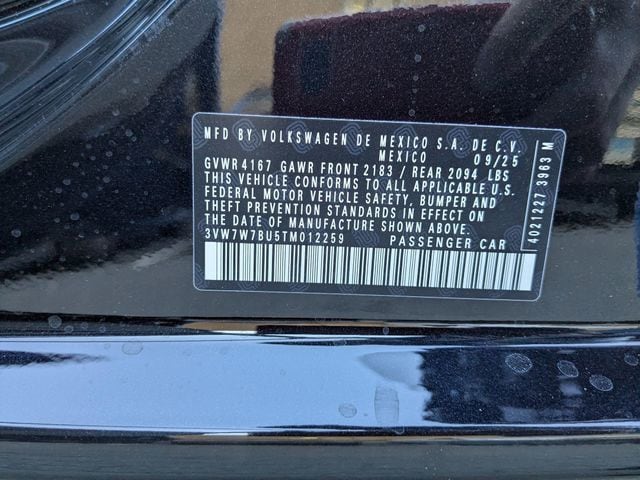 MFD BY VOLKSWAGEN DE MEXICO S.A. DE C.V.
MEXICO 09/25
GVWR 4167 GAWR FRONT 2183 / REAR 2094 LBS
THIS VEHICLE CONFORMS TO ALL APPLICABLE U.S.
FEDERAL MOTOR VEHICLE SAFETY, BUMPER AND
THEFT PREVENTION STANDARDS IN EFFECT ON
THE DATE OF MANUFACTURE SHOWN ABOVE.
3VW7W7BU5TM012259 PASSENGER CAR
4021227 3963 M